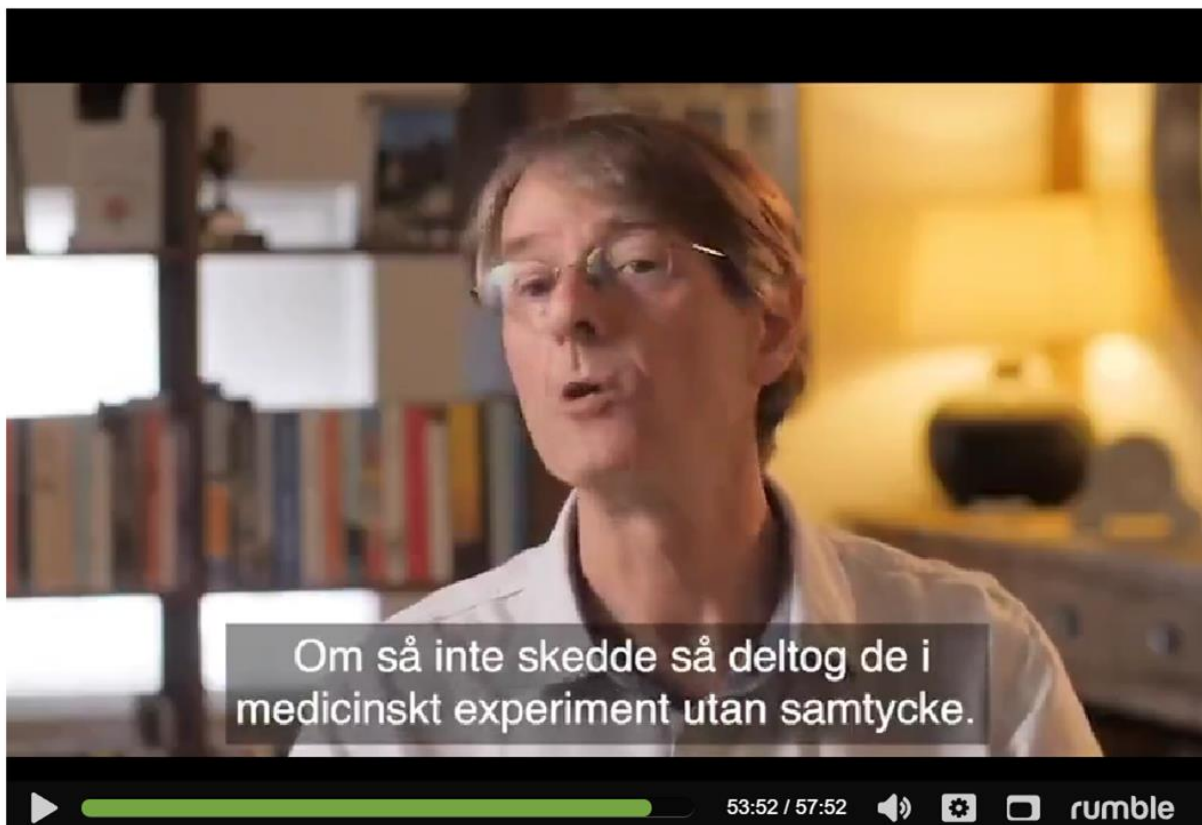 Om så inte skedde så deltog de i
medicinskt experiment utan samtycke.
53:52 / 57:52 rumble